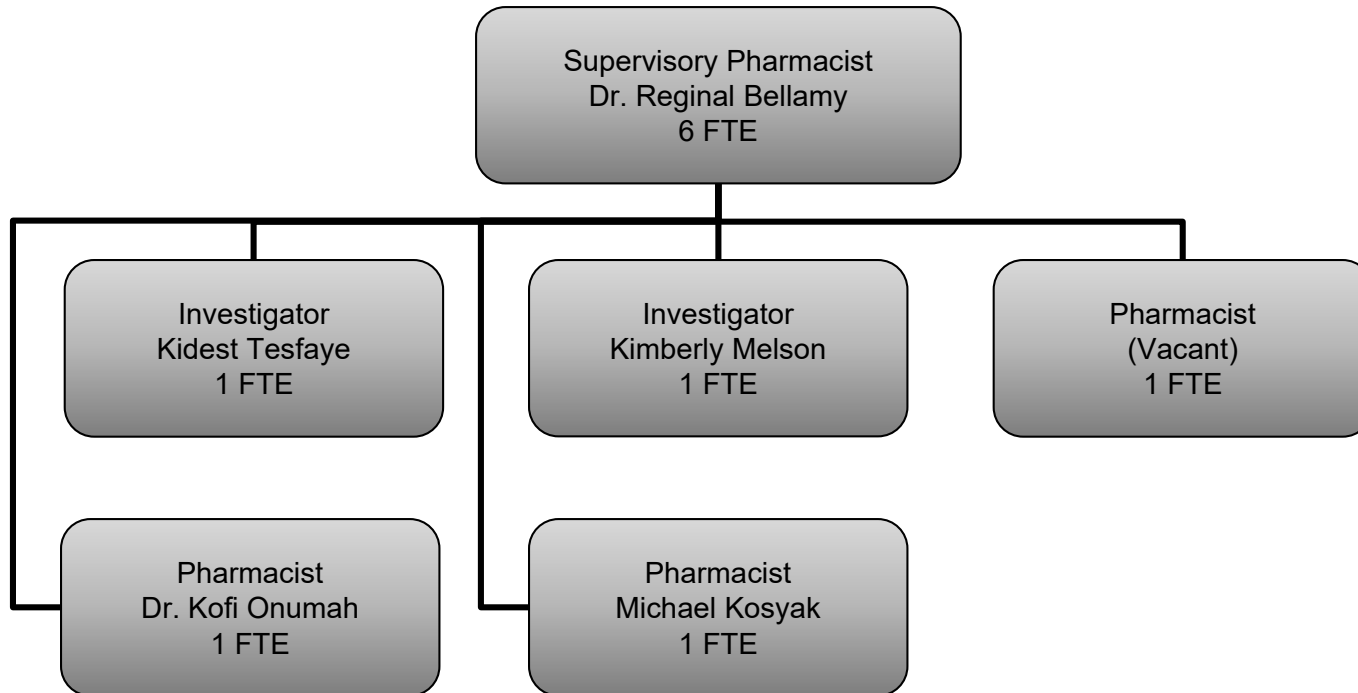 Supervisory Pharmacist
Dr. Reginal Bellamy
6 FTE
Investigator
Kidest Tesfaye
1 FTE
Investigator
Kimberly Melson
1 FTE
Pharmacist
(Vacant)
1 FTE
Pharmacist
Dr. Kofi Onumah
1 FTE
Pharmacist
Michael Kosyak
1 FTE